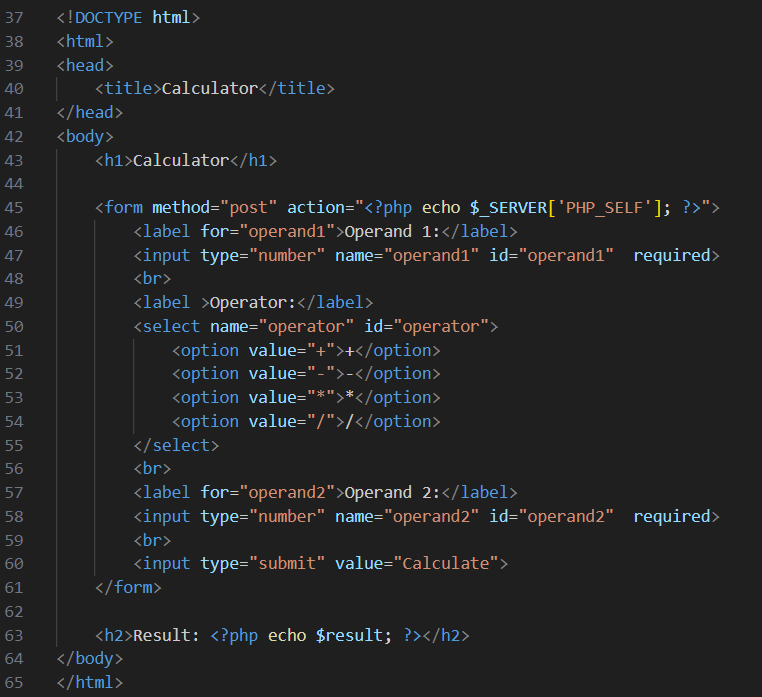 37 <!DOCTYPE html>
38 <html>
39 <head>
40     <title>Calculator</title>
41 </head>
42 <body>
43     <h1>Calculator</h1>
44
45     <form method="post" action="<?php echo $_SERVER['PHP_SELF']; ?>">
46         <label for="operand1">Operand 1:</label>
47         <input type="number" name="operand1" id="operand1"  required>
48         <br>
49         <label >Operator:</label>
50         <select name="operator" id="operator">
51             <option value="+">+</option>
52             <option value="-">-</option>
53             <option value="*">*</option>
54             <option value="/">/</option>
55         </select>
56         <br>
57         <label for="operand2">Operand 2:</label>
58         <input type="number" name="operand2" id="operand2"  required>
59         <br>
60         <input type="submit" value="Calculate">
61     </form>
62
63     <h2>Result: <?php echo $result; ?></h2>
64 </body>
65 </html>